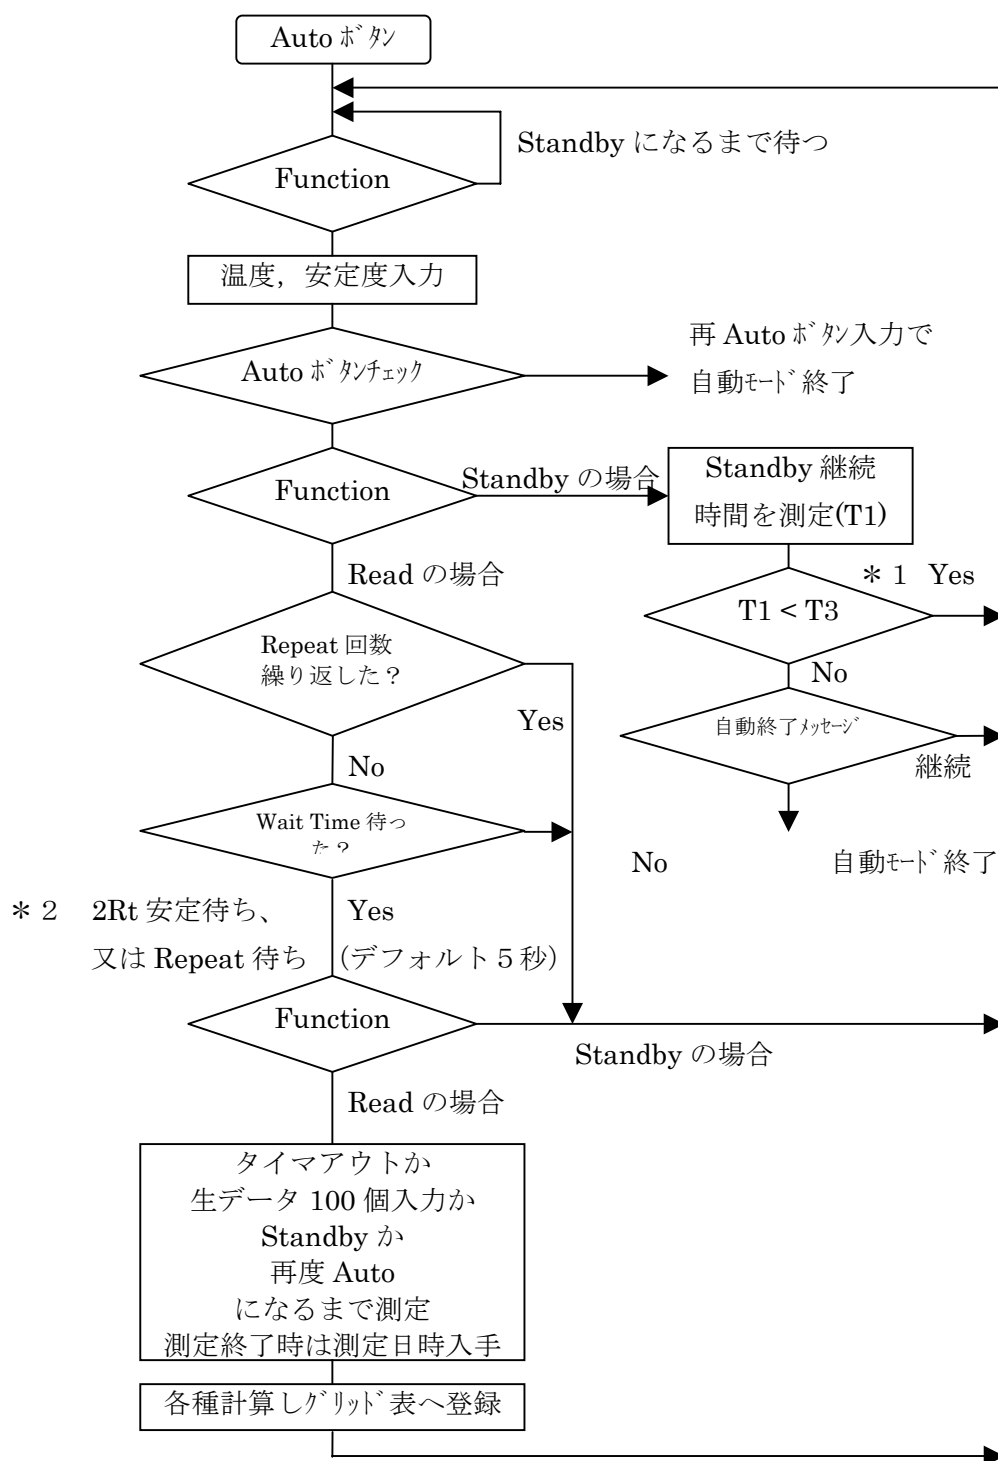 Auto ﾎﾞﾀﾝ
Standby になるまで待つ
Function
温度，安定度入力
再 Auto ﾎﾞﾀﾝ入力で
自動ﾓｰﾄﾞ終了
Auto ﾎﾞﾀﾝﾁｪｯｸ
Function
Standby の場合
Standby 継続
時間を測定(T1)
Read の場合
＊１ Yes
T1 < T3
Repeat 回数
繰り返した？
No
Yes
自動終了ﾒｯｾｰｼﾞ
継続
No
Wait Time 待っ
た？
No
自動ﾓｰﾄﾞ終了
＊２ 2Rt 安定待ち、
Yes
又は Repeat 待ち
(デフォルト５秒)
Function
Standby の場合
Read の場合
タイマアウトか
生データ 100 個入力か
Standby か
再度 Auto
になるまで測定
測定終了時は測定日時入手
各種計算しｸﾞﾘｯﾄﾞ表へ登録